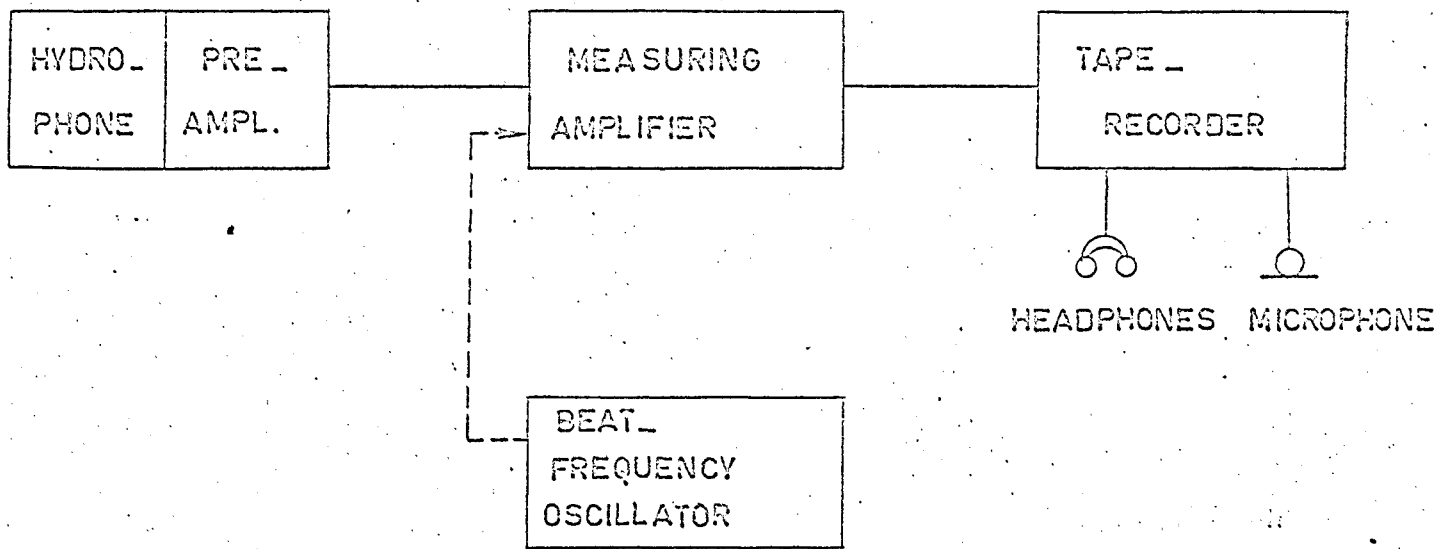 HYDRO_
PHONE
PRE_
AMPL.
MEASURING
AMPLIFIER
TAPE_
RECORDER
HEADPHONES
MICROPHONE
BEAT_
FREQUENCY
OSCILLATOR